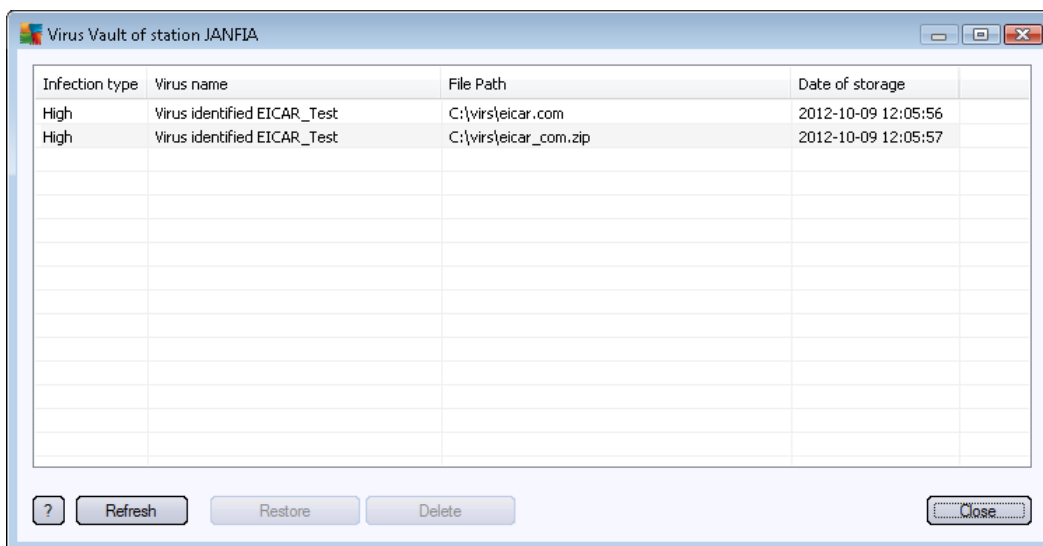 Virus Vault of station JANFIA
Infection type Virus name File Path Date of storage
High Virus identified EICAR_Test C:\virs\eicar.com 2012-10-09 12:05:56
High Virus identified EICAR_Test C:\virs\eicar_com.zip 2012-10-09 12:05:57
? Refresh Restore Delete Close